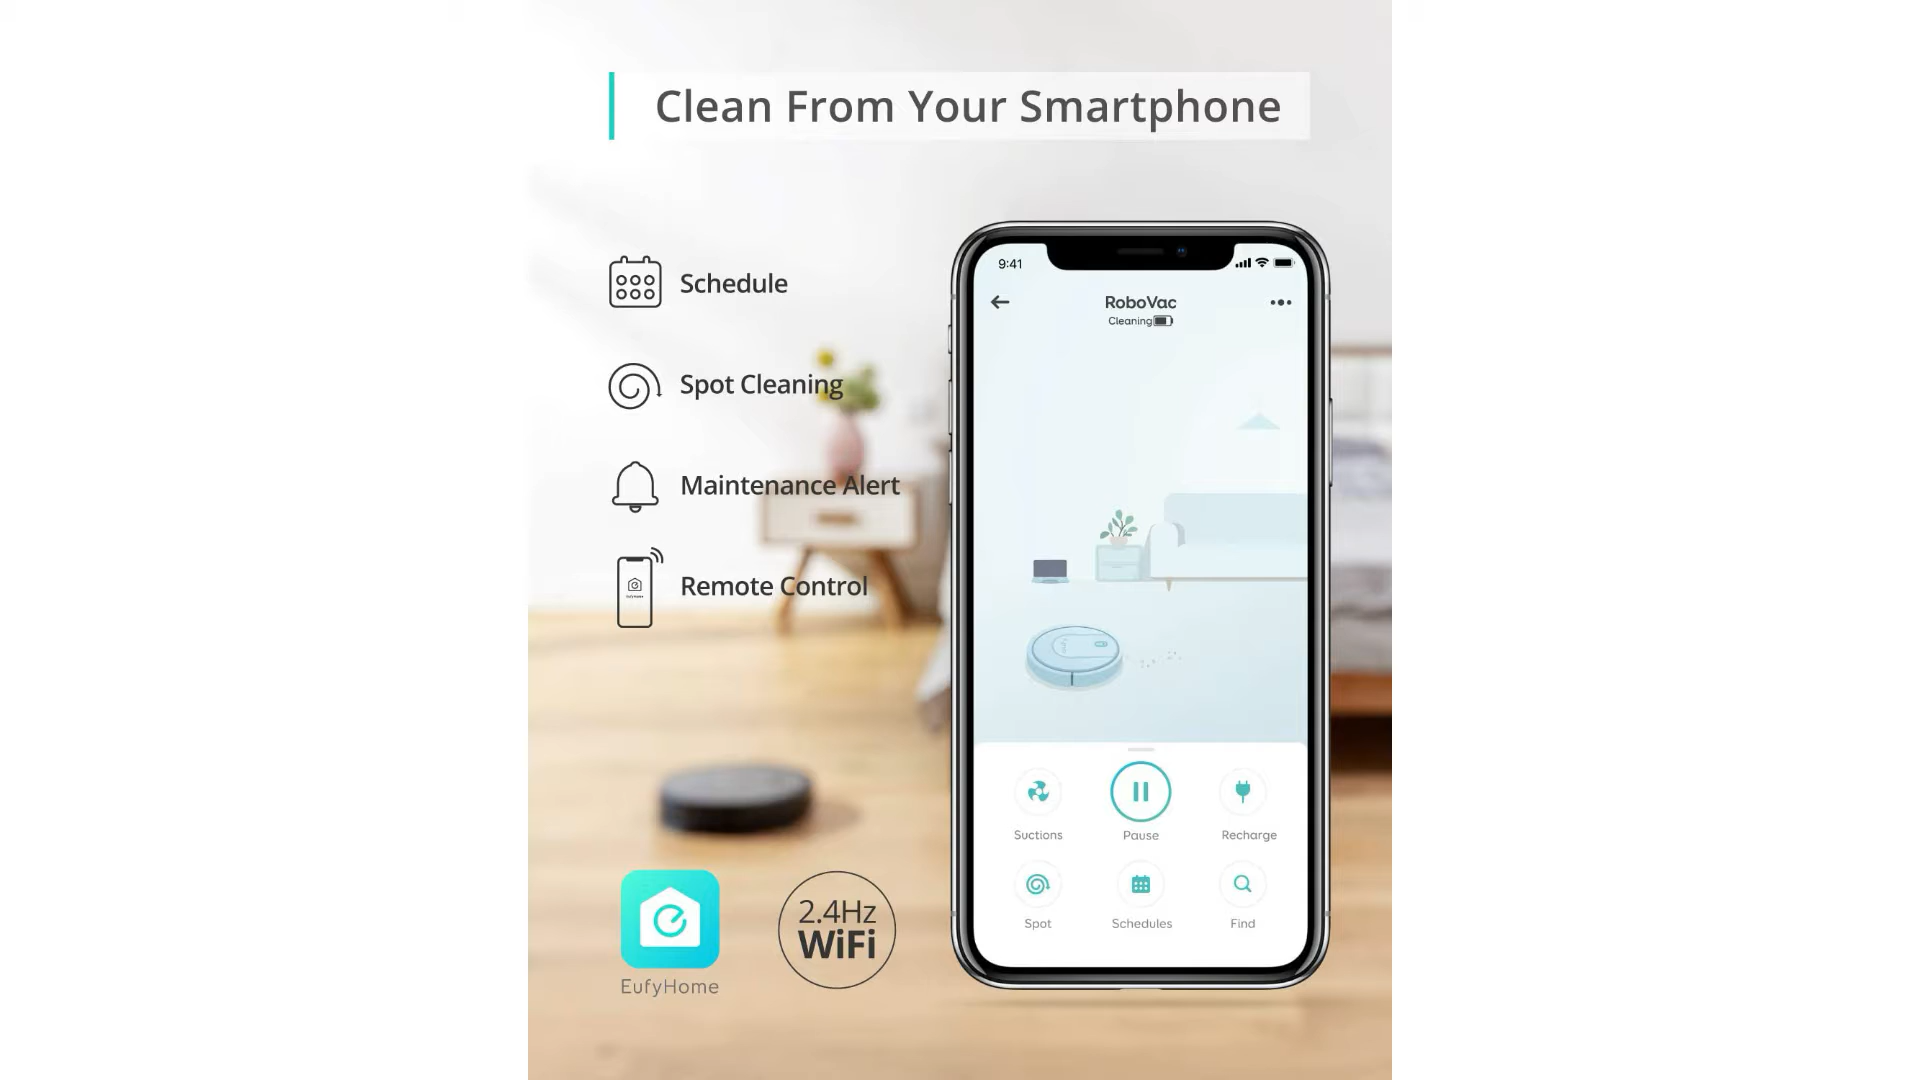 Clean From Your Smartphone
Schedule
Spot Cleaning
Maintenance Alert
Remote Control
EufyHome
2.4Hz
WiFi
9:41
RoboVac
Cleaning
Suctions
Pause
Recharge
Spot
Schedules
Find